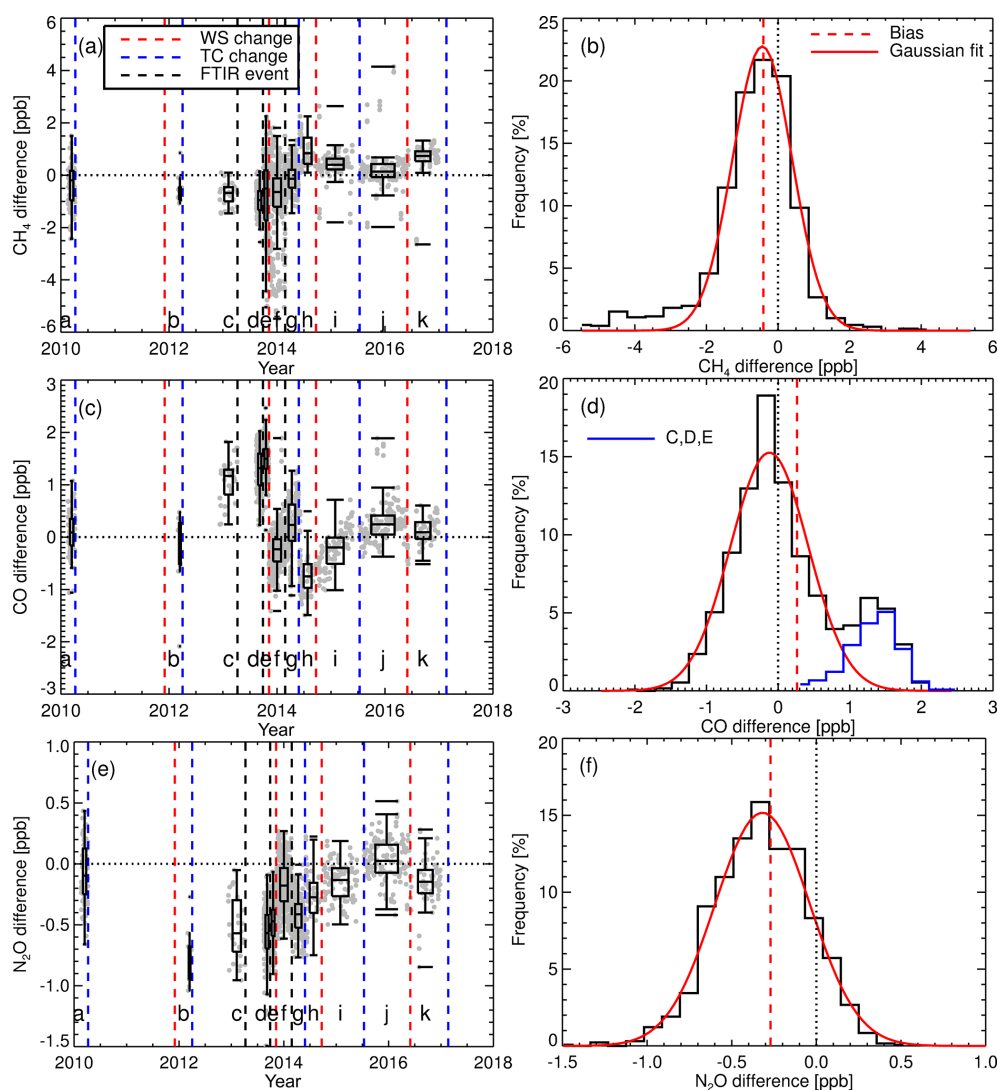 (a)
WS change
TC change
FTIR event
CH4 difference [ppb]
6
4
2
0
-2
-4
-6
a b c d e f g h i j k
2010 2012 2014 2016 2018
Year
(b)
Bias
Gaussian fit
Frequency [%]
25
20
15
10
5
0
-6 -4 -2 0 2 4 6
CH4 difference [ppb]
(c)
CO difference [ppb]
3
2
1
0
-1
-2
-3
a b c d e f g h i j k
2010 2012 2014 2016 2018
Year
(d)
C,D,E
Frequency [%]
20
15
10
5
0
-3 -2 -1 0 1 2 3
CO difference [ppb]
(e)
N2O difference [ppb]
1.0
0.5
0.0
-0.5
-1.0
-1.5
a b c d e f g h i j k
2010 2012 2014 2016 2018
Year
(f)
Frequency [%]
20
15
10
5
0
-1.5 -1.0 -0.5 0.0 0.5 1.0
N2O difference [ppb]